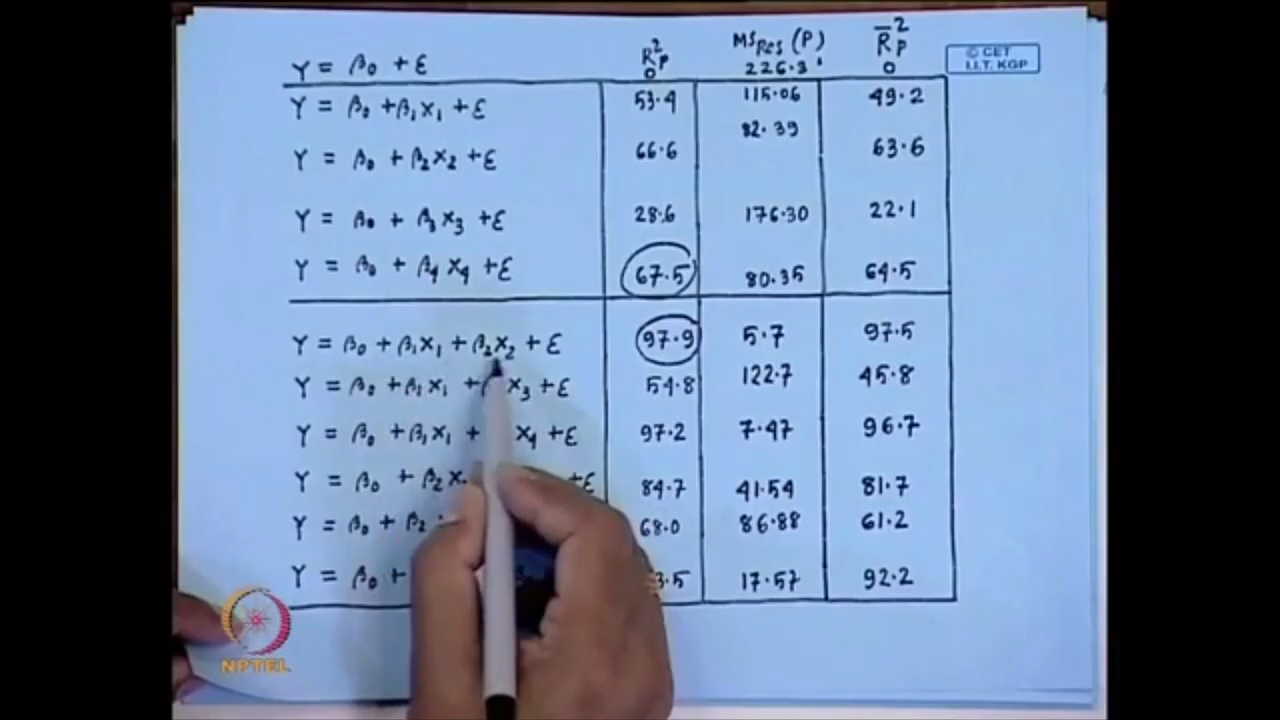 R²p MSRes (P) R̄²p
Y = β₀ + ε 0 226.3 0
© CET
I.I.T. KGP
Y = β₀ + β₁x₁ + ε 53.4 115.06 49.2
Y = β₀ + β₂x₂ + ε 66.6 82.39 63.6
Y = β₀ + β₃x₃ + ε 28.6 176.30 22.1
Y = β₀ + β₄x₄ + ε 67.5 80.35 64.5
Y = β₀ + β₁x₁ + β₂x₂ + ε 97.9 5.7 97.5
Y = β₀ + β₁x₁ + x₃ + ε 54.8 122.7 45.8
Y = β₀ + β₁x₁ + x₄ + ε 97.2 7.47 96.7
Y = β₀ + β₂x + ε 84.7 41.54 81.7
Y = β₀ + β₂ 68.0 86.88 61.2
Y = β₀ + 3.5 17.57 92.2
NPTEL